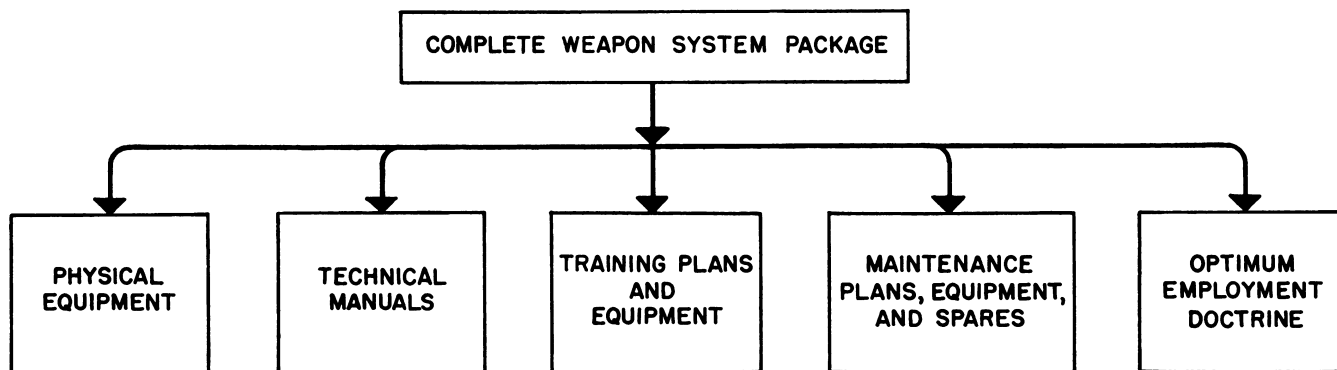 COMPLETE WEAPON SYSTEM PACKAGE
PHYSICAL
EQUIPMENT
TECHNICAL
MANUALS
TRAINING PLANS
AND
EQUIPMENT
MAINTENANCE
PLANS, EQUIPMENT,
AND SPARES
OPTIMUM
EMPLOYMENT
DOCTRINE